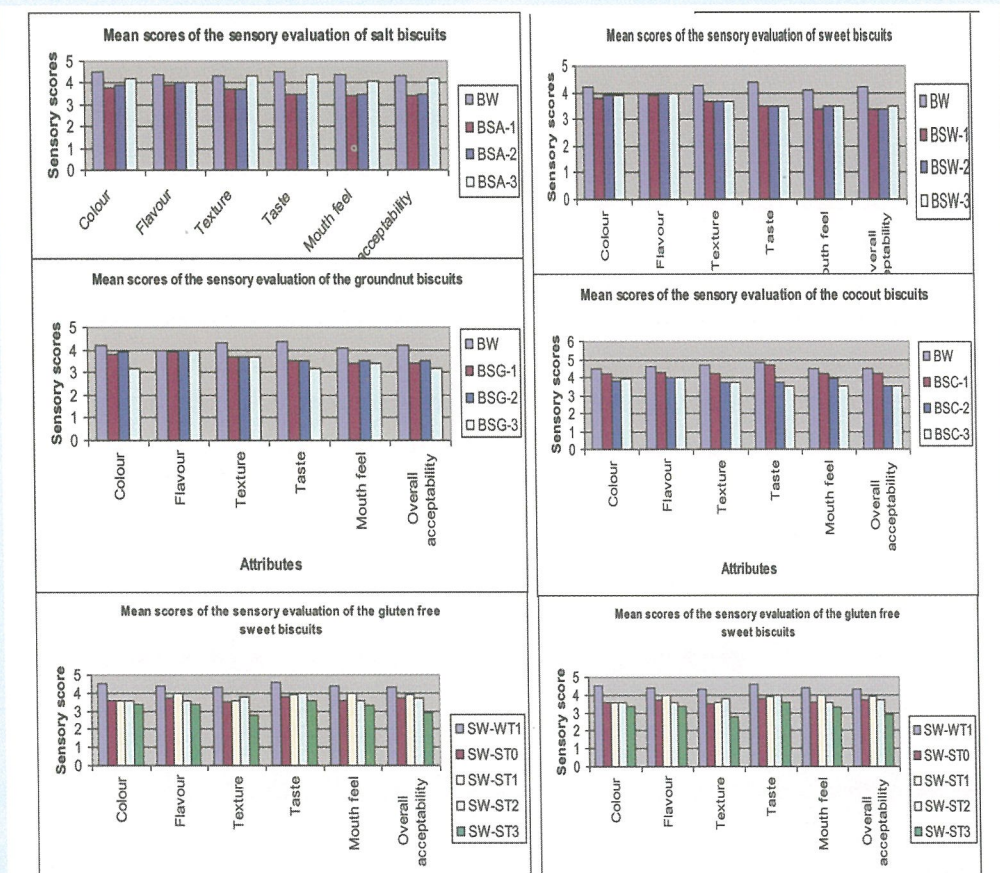 Mean scores of the sensory evaluation of salt biscuits
Sensory scores
5
4
3
2
1
0
Colour
Flavour
Texture
Taste
Mouth feel
acceptability
BW
BSA-1
BSA-2
BSA-3
Mean scores of the sensory evaluation of sweet biscuits
Sensory scores
5
4
3
2
1
0
Colour
Flavour
Texture
Taste
outh feel
verall
eptability
BW
BSW-1
BSW-2
BSW-3
Mean scores of the sensory evaluation of the groundnut biscuits
Sensory scores
5
4
3
2
1
0
Colour
Flavour
Texture
Taste
Mouth feel
Overall
acceptability
Attributes
BW
BSG-1
BSG-2
BSG-3
Mean scores of the sensory evaluation of the cocout biscuits
Sensory scores
6
5
4
3
2
1
0
Colour
Flavour
Texture
Taste
Mouth feel
Overall
acceptability
Attributes
BW
BSC-1
BSC-2
BSC-3
Mean scores of the sensory evaluation of the gluten free
sweet biscuits
Sensory score
5
4
3
2
1
0
Colour
Flavour
Texture
Taste
Mouth feel
Overall
acceptability
SW-WT1
SW-ST0
SW-ST1
SW-ST2
SW-ST3
Mean scores of the sensory evaluation of the gluten free
sweet biscuits
Sensory score
5
4
3
2
1
0
Colour
Flavour
Texture
Taste
Mouth feel
Overall
acceptability
SW-WT1
SW-ST0
SW-ST1
SW-ST2
SW-ST3